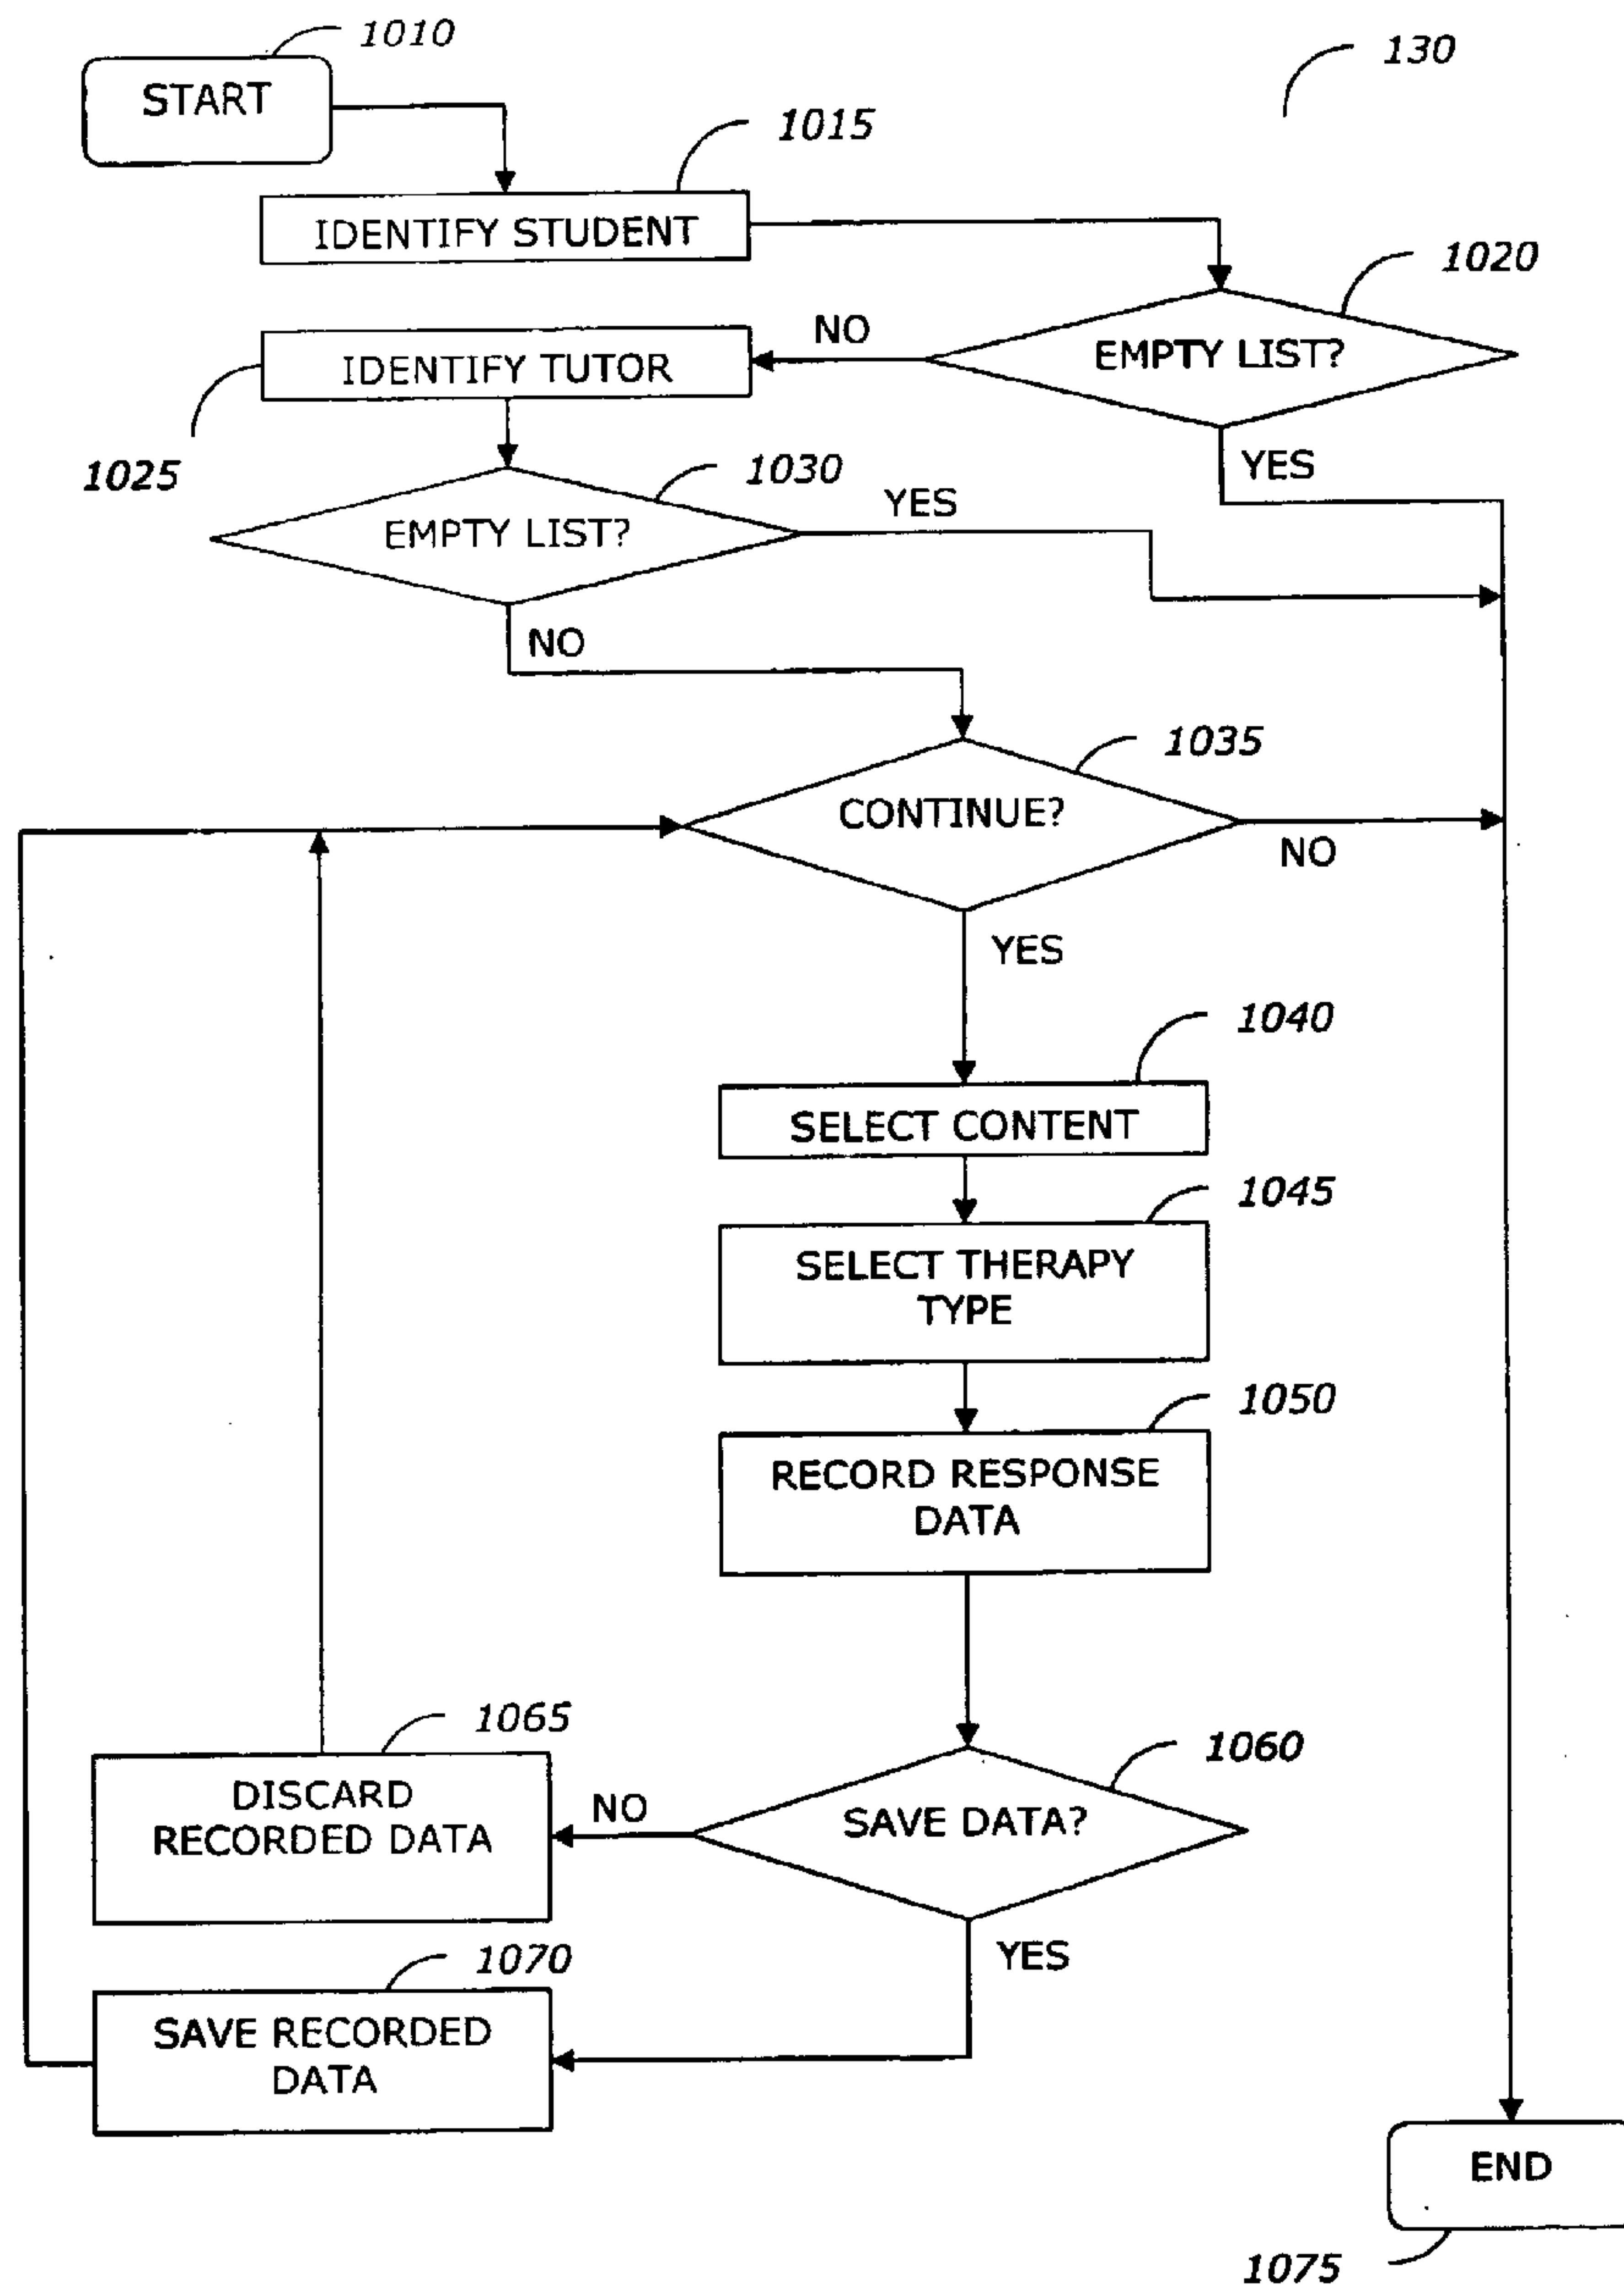 1010
START
130
1015
IDENTIFY STUDENT
1020
EMPTY LIST?
NO
IDENTIFY TUTOR
1025
YES
1030
EMPTY LIST?
YES
NO
1035
CONTINUE?
NO
YES
1040
SELECT CONTENT
1045
SELECT THERAPY
TYPE
1050
RECORD RESPONSE
DATA
1060
SAVE DATA?
NO
1065
DISCARD
RECORDED DATA
YES
1070
SAVE RECORDED
DATA
END
1075